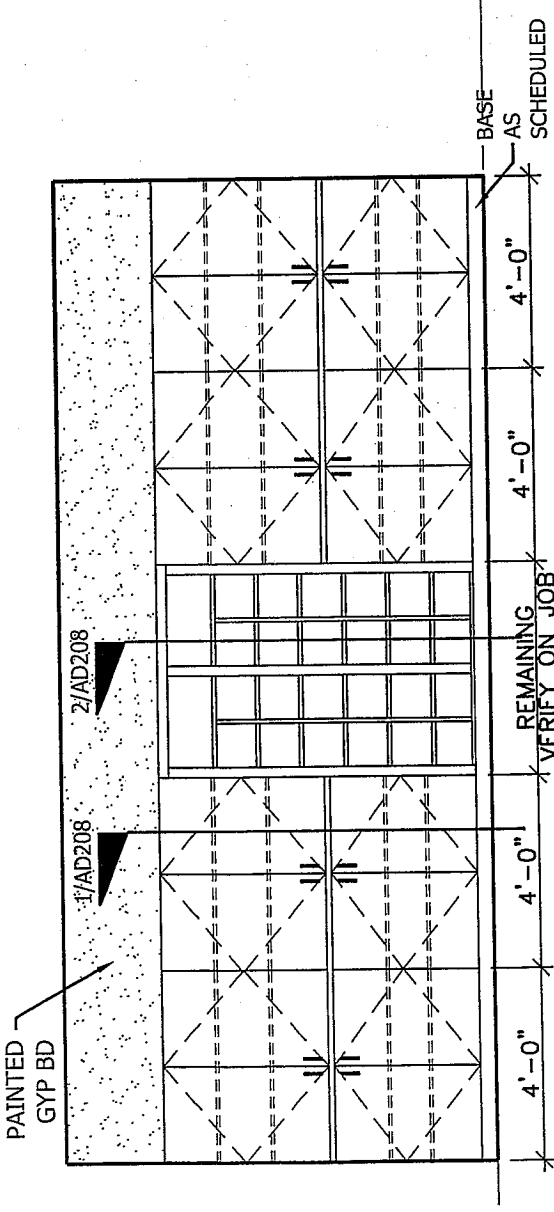 PAINTED
GYP BD
1/AD208
2/AD208
BASE
AS
SCHEDULED
4'-0"
4'-0"
REMAINING
VERIFY ON JOB
4'-0"
4'-0"